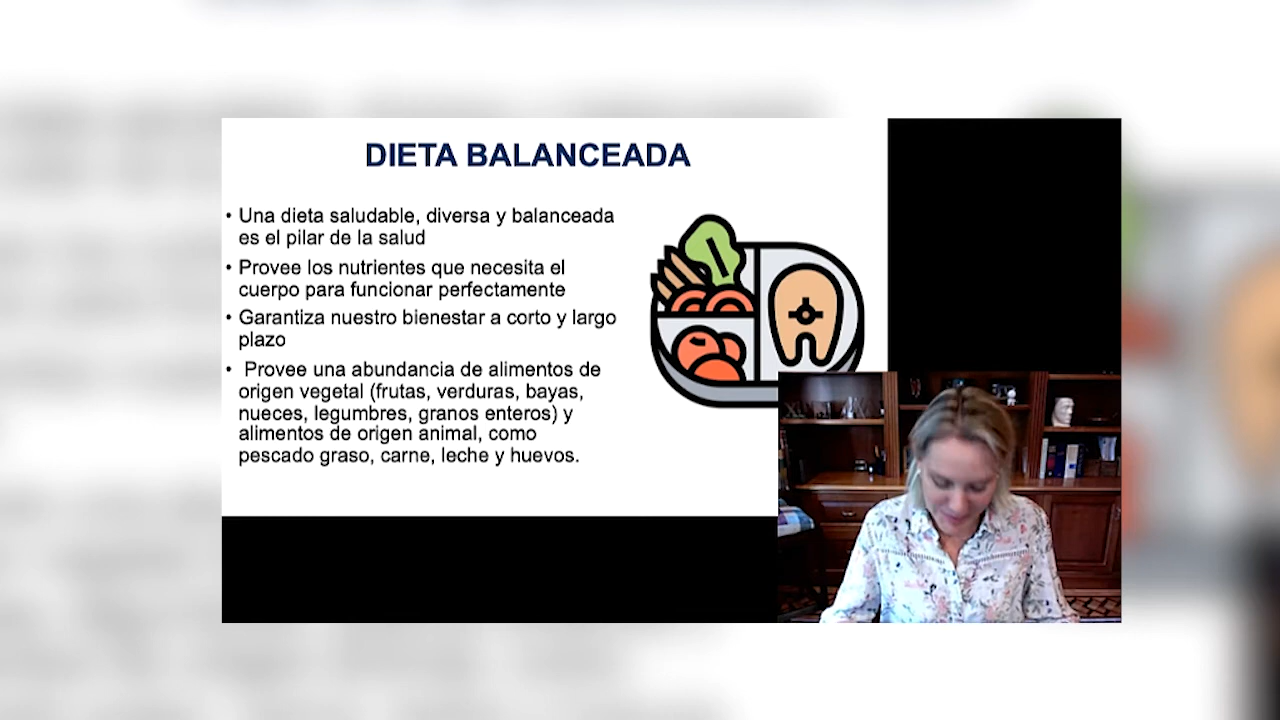 DIETA BALANCEADA
• Una dieta saludable, diversa y balanceada
es el pilar de la salud
• Provee los nutrientes que necesita el
cuerpo para funcionar perfectamente
• Garantiza nuestro bienestar a corto y largo
plazo
• Provee una abundancia de alimentos de
origen vegetal (frutas, verduras, bayas,
nueces, legumbres, granos enteros) y
alimentos de origen animal, como
pescado graso, carne, leche y huevos.